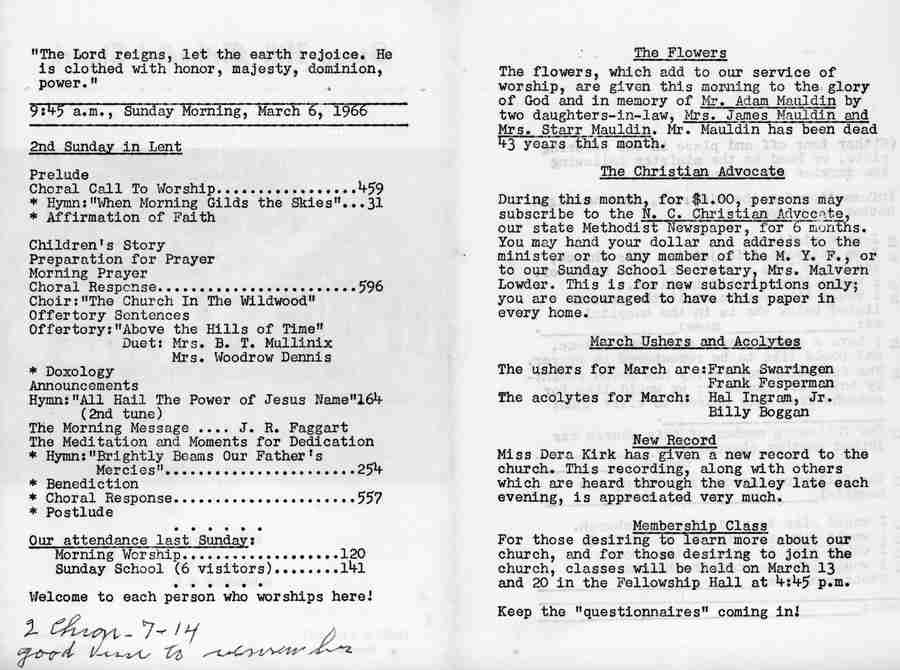 "The Lord reigns, let the earth rejoice. He
is clothed with honor, majesty, dominion,
power."
9:45 a.m., Sunday Morning, March 6, 1966
2nd Sunday in Lent
Prelude
Choral Call To Worship.................459
* Hymn:"When Morning Gilds the Skies"...31
* Affirmation of Faith
Children's Story
Preparation for Prayer
Morning Prayer
Choral Response........................596
Choir:"The Church In The Wildwood"
Offertory Sentences
Offertory:"Above the Hills of Time"
Duet: Mrs. B. T. Mullinix
Mrs. Woodrow Dennis
* Doxology
Announcements
Hymn:"All Hail The Power of Jesus Name"164
(2nd tune)
The Morning Message .... J. R. Faggart
The Meditation and Moments for Dedication
* Hymn:"Brightly Beams Our Father's
Mercies".......................254
* Benediction
* Choral Response......................557
* Postlude
. . . . . . .
Our attendance last Sunday:
Morning Worship...................120
Sunday School (6 visitors)........141
. . . . . . .
Welcome to each person who worships here!
2 Chron - 7-14
good verse to remember
The Flowers
The flowers, which add to our service of
worship, are given this morning to the glory
of God and in memory of Mr. Adam Mauldin by
two daughters-in-law, Mrs. James Mauldin and
Mrs. Starr Mauldin. Mr. Mauldin has been dead
43 years this month.
The Christian Advocate
During this month, for $1.00, persons may
subscribe to the N. C. Christian Advocate,
our state Methodist Newspaper, for 6 months.
You may hand your dollar and address to the
minister or to any member of the M. Y. F., or
to our Sunday School Secretary, Mrs. Malvern
Lowder. This is for new subscriptions only;
you are encouraged to have this paper in
every home.
March Ushers and Acolytes
The ushers for March are:Frank Swaringen
Frank Fesperman
The acolytes for March: Hal Ingram, Jr.
Billy Boggan
New Record
Miss Dera Kirk has given a new record to the
church. This recording, along with others
which are heard through the valley late each
evening, is appreciated very much.
Membership Class
For those desiring to learn more about our
church, and for those desiring to join the
church, classes will be held on March 13
and 20 in the Fellowship Hall at 4:45 p.m.
Keep the "questionnaires" coming in!